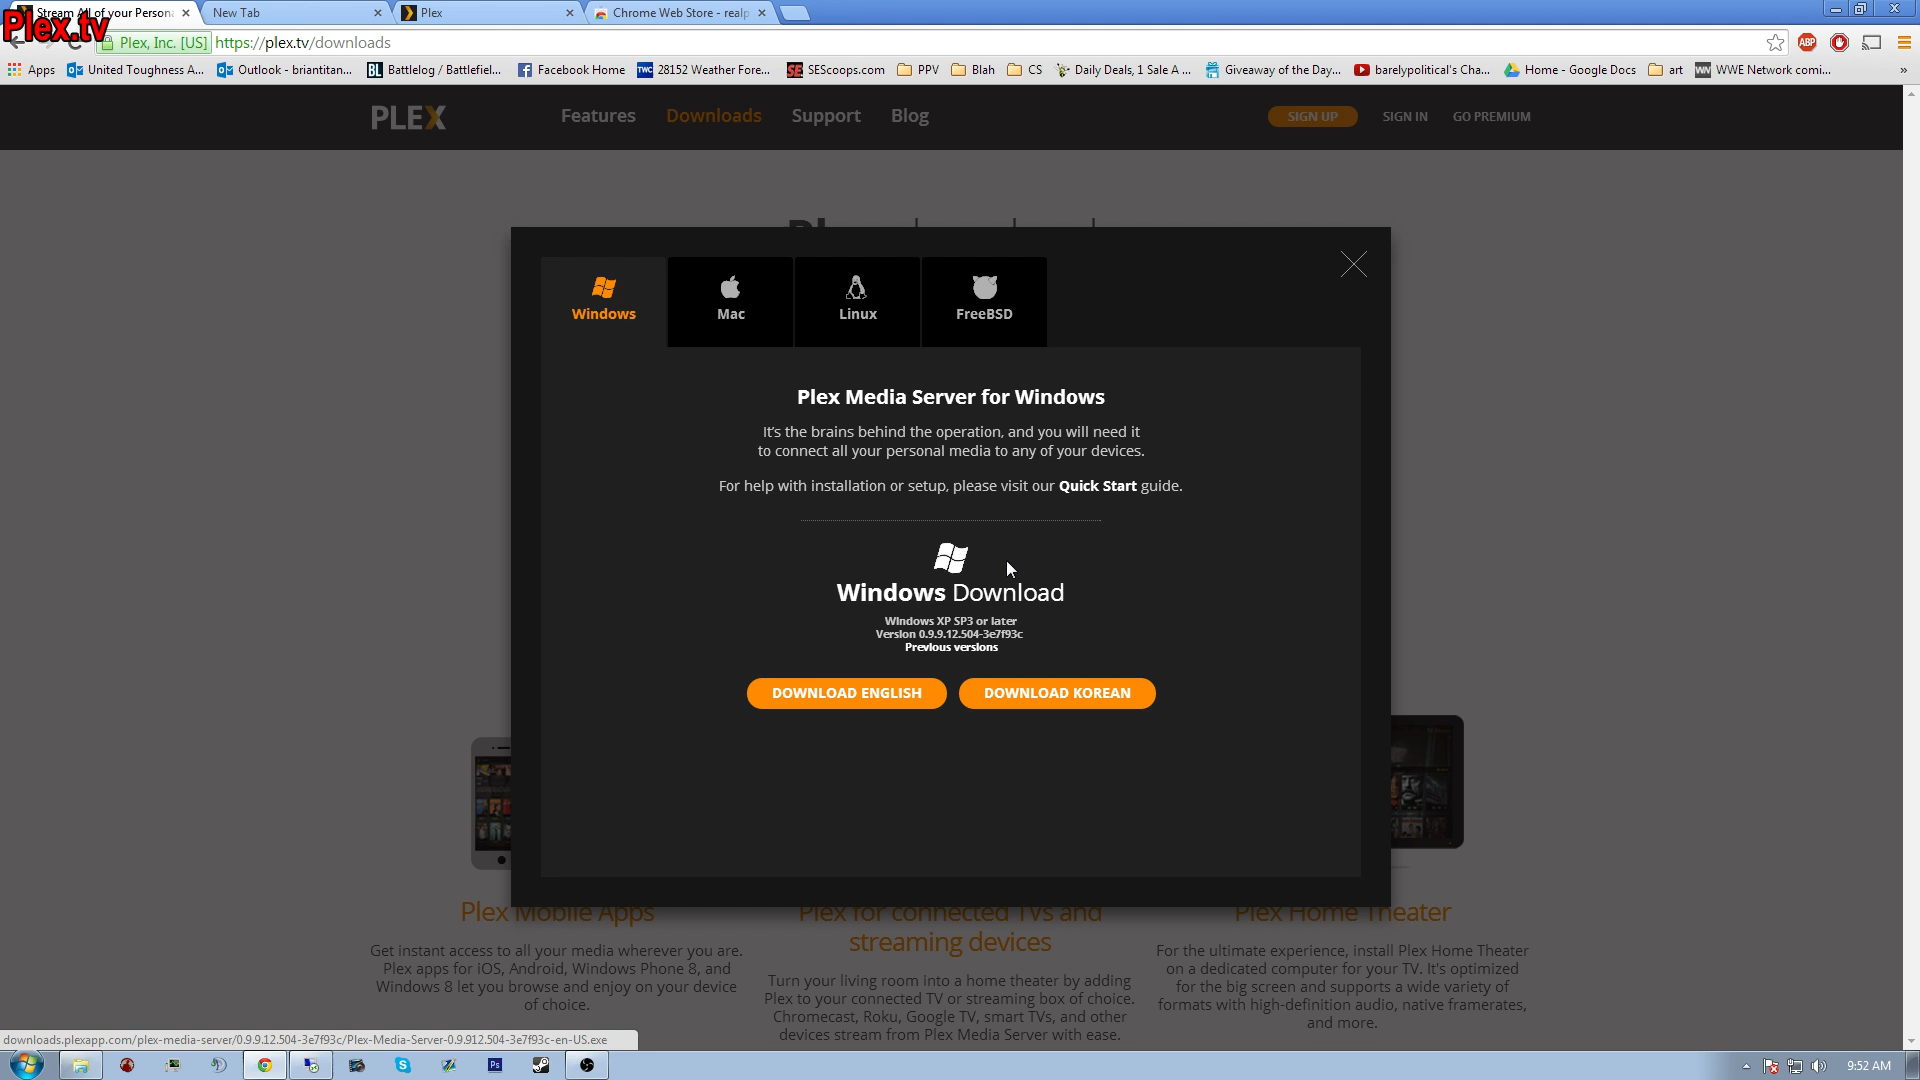 Stream All of your Persona
New Tab
Plex
Chrome Web Store - realp
Plex.tv
Plex, Inc. [US]
https://plex.tv/downloads
ABP
Apps
United Toughness A...
Outlook - briantitan...
BL
Battlelog / Battlefiel...
Facebook Home
TWC
28152 Weather Fore...
SE
SEScoops.com
PPV
Blah
CS
Daily Deals, 1 Sale A ...
Giveaway of the Day...
barelypolitical's Cha...
Home - Google Docs
art
WWE Network comi...
»
PLEX
Features
Downloads
Support
Blog
SIGN UP
SIGN IN
GO PREMIUM
Windows
Mac
Linux
FreeBSD
Plex Media Server for Windows
It's the brains behind the operation, and you will need it
to connect all your personal media to any of your devices.
For help with installation or setup, please visit our Quick Start guide.
Windows Download
Windows XP SP3 or later
Version 0.9.9.12.504-3e7f93c
Previous versions
DOWNLOAD ENGLISH
DOWNLOAD KOREAN
Plex Mobile Apps
Get instant access to all your media wherever you are.
Plex apps for iOS, Android, Windows Phone 8, and
Windows 8 let you browse and enjoy on your device
of choice.
Plex for connected TVs and
streaming devices
Turn your living room into a home theater by adding
Plex to your connected TV or streaming box of choice.
Chromecast, Roku, Google TV, smart TVs, and other
devices stream from Plex Media Server with ease.
Plex Home Theater
For the ultimate experience, install Plex Home Theater
on a dedicated computer for your TV. It's optimized
for the big screen and supports a wide variety of
formats with high-definition audio, native framerates,
and more.
downloads.plexapp.com/plex-media-server/0.9.9.12.504-3e7f93c/Plex-Media-Server-0.9.912.504-3e7f93c-en-US.exe
Ps
9:52 AM